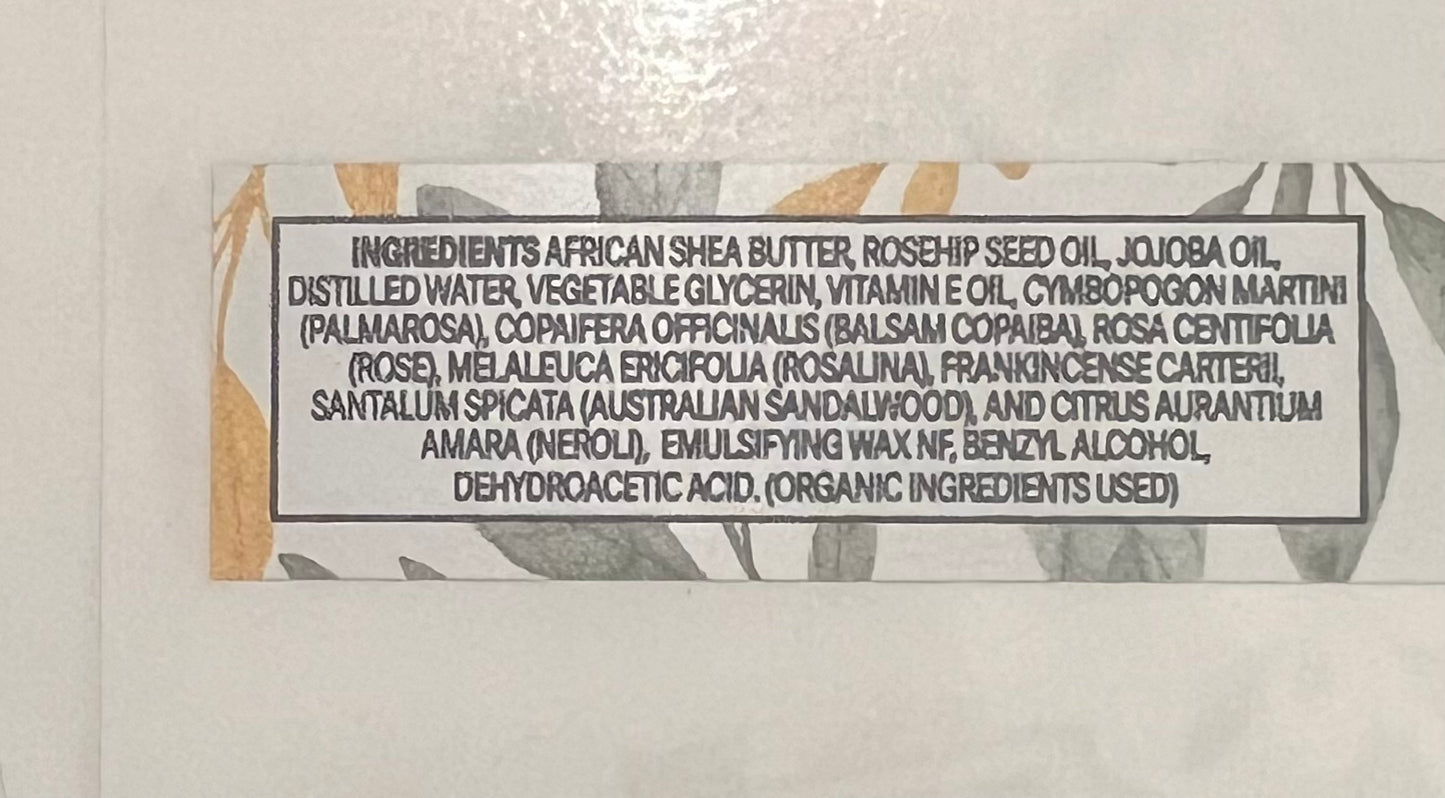 INGREDIENTS AFRICAN SHEA BUTTER, ROSEHIP SEED OIL, JOJOBA OIL,
DISTILLED WATER, VEGETABLE GLYCERIN, VITAMIN E OIL, CYMBOPOGON MARTINI
(PALMAROSA), COPAIFERA OFFICINALIS (BALSAM COPAIBA), ROSA CENTIFOLIA
(ROSE), MELALEUCA ERICIFOLIA (ROSALINA), FRANKINCENSE CARTERII,
SANTALUM SPICATA (AUSTRALIAN SANDALWOOD), AND CITRUS AURANTIUM
AMARA (NEROLI), EMULSIFYING WAX NF, BENZYL ALCOHOL,
DEHYDROACETIC ACID. (ORGANIC INGREDIENTS USED)